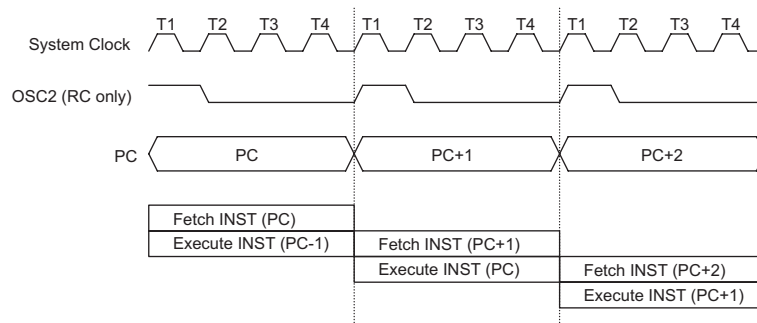 T1 T2 T3 T4 T1 T2 T3 T4 T1 T2 T3 T4
System Clock
OSC2 (RC only)
PC PC PC+1 PC+2
Fetch INST (PC)
Execute INST (PC-1) Fetch INST (PC+1)
Execute INST (PC) Fetch INST (PC+2)
Execute INST (PC+1)